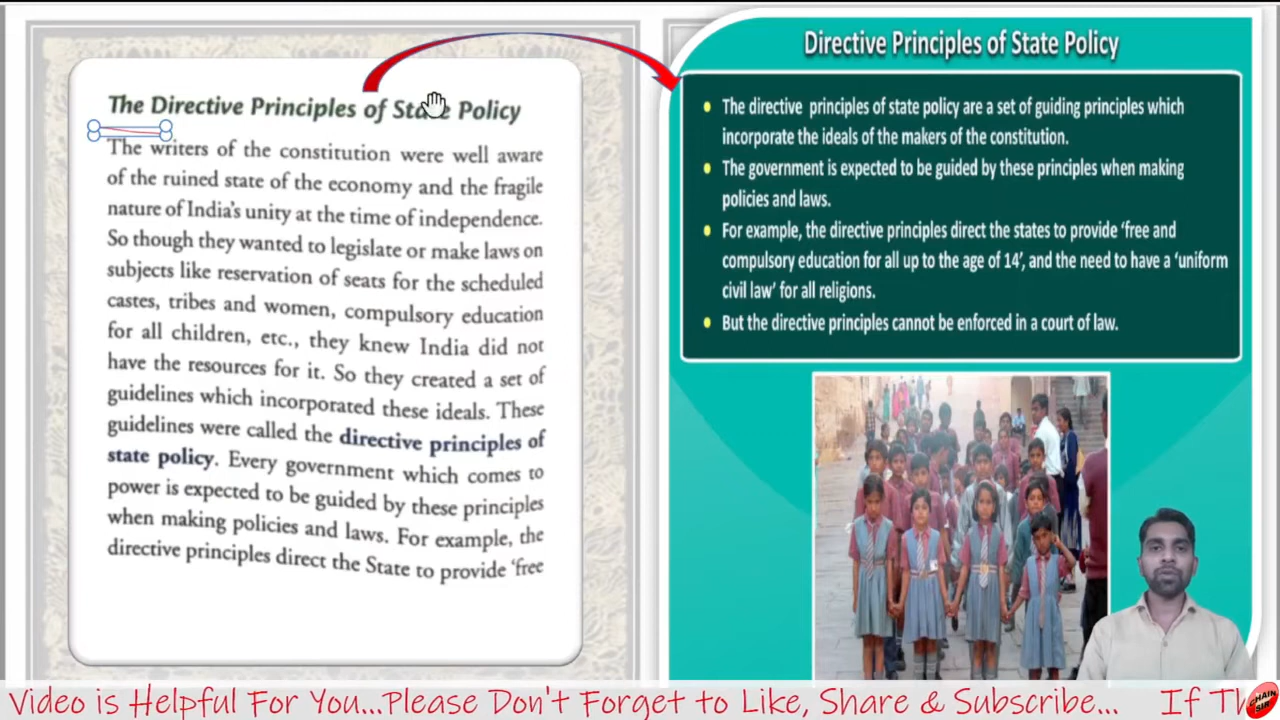 The Directive Principles of State Policy
The writers of the constitution were well aware
of the ruined state of the economy and the fragile
nature of India's unity at the time of independence.
So though they wanted to legislate or make laws on
subjects like reservation of seats for the scheduled
castes, tribes and women, compulsory education
for all children, etc., they knew India did not
have the resources for it. So they created a set of
guidelines which incorporated these ideals. These
guidelines were called the directive principles of
state policy. Every government which comes to
power is expected to be guided by these principles
when making policies and laws. For example, the
directive principles direct the State to provide 'free
Directive Principles of State Policy
• The directive principles of state policy are a set of guiding principles which
incorporate the ideals of the makers of the constitution.
• The government is expected to be guided by these principles when making
policies and laws.
• For example, the directive principles direct the states to provide 'free and
compulsory education for all up to the age of 14', and the need to have a 'uniform
civil law' for all religions.
• But the directive principles cannot be enforced in a court of law.
Video is Helpful For You...Please Don't Forget to Like, Share & Subscribe... If Th
CHAIN SIR